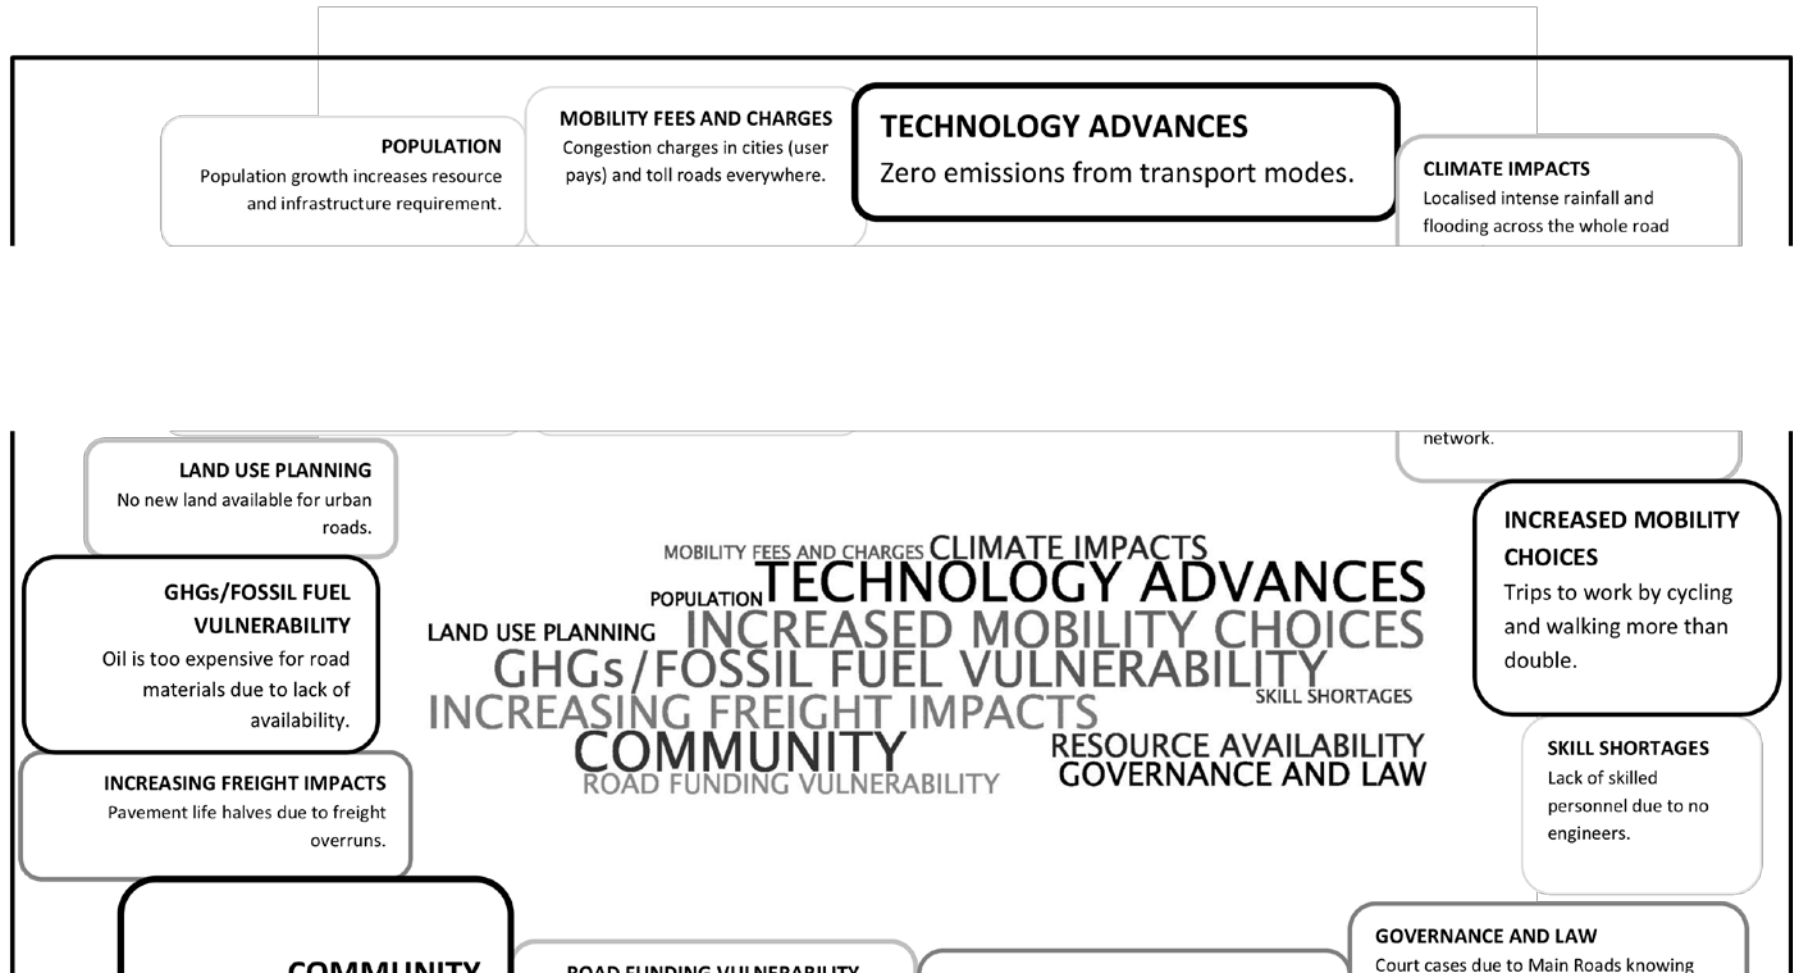 POPULATION
Population growth increases resource
and infrastructure requirement.
MOBILITY FEES AND CHARGES
Congestion charges in cities (user
pays) and toll roads everywhere.
TECHNOLOGY ADVANCES
Zero emissions from transport modes.
CLIMATE IMPACTS
Localised intense rainfall and
flooding across the whole road
network.
LAND USE PLANNING
No new land available for urban
roads.
GHGs/FOSSIL FUEL
VULNERABILITY
Oil is too expensive for road
materials due to lack of
availability.
INCREASING FREIGHT IMPACTS
Pavement life halves due to freight
overruns.
MOBILITY FEES AND CHARGES CLIMATE IMPACTS
TECHNOLOGY ADVANCES
POPULATION
LAND USE PLANNING INCREASED MOBILITY CHOICES
GHGs/FOSSIL FUEL VULNERABILITY
SKILL SHORTAGES
INCREASING FREIGHT IMPACTS
COMMUNITY RESOURCE AVAILABILITY
ROAD FUNDING VULNERABILITY GOVERNANCE AND LAW
INCREASED MOBILITY
CHOICES
Trips to work by cycling
and walking more than
double.
SKILL SHORTAGES
Lack of skilled
personnel due to no
engineers.
COMMUNITY
ROAD FUNDING VULNERABILITY
GOVERNANCE AND LAW
Court cases due to Main Roads knowing